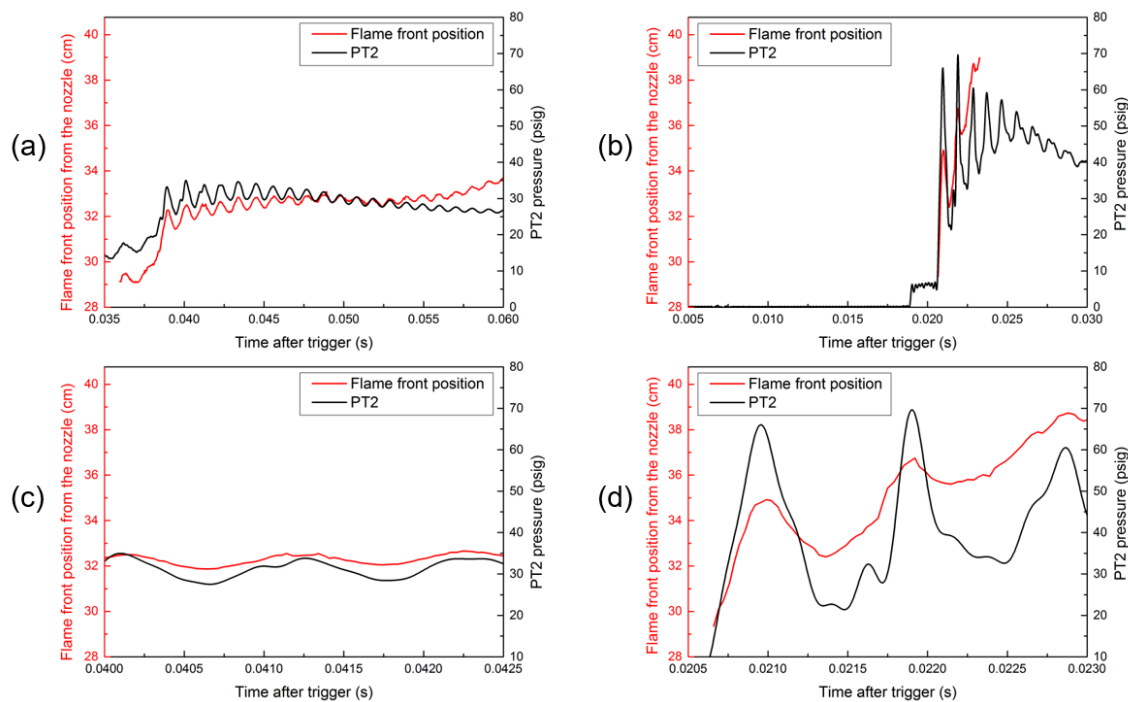 (a)
Flame front position from the nozzle (cm)
40
38
36
34
32
30
28
Flame front position
PT2
80
70
60
50
40
30
20
10
0
PT2 pressure (psig)
0.035 0.040 0.045 0.050 0.055 0.060
Time after trigger (s)
(b)
Flame front position from the nozzle (cm)
40
38
36
34
32
30
28
Flame front position
PT2
80
70
60
50
40
30
20
10
0
PT2 pressure (psig)
0.005 0.010 0.015 0.020 0.025 0.030
Time after trigger (s)
(c)
Flame front position from the nozzle (cm)
40
38
36
34
32
30
28
Flame front position
PT2
80
70
60
50
40
30
20
10
PT2 pressure (psig)
0.0400 0.0405 0.0410 0.0415 0.0420 0.0425
Time after trigger (s)
(d)
Flame front position from the nozzle (cm)
40
38
36
34
32
30
28
Flame front position
PT2
80
70
60
50
40
30
20
10
PT2 pressure (psig)
0.0205 0.0210 0.0215 0.0220 0.0225 0.0230
Time after trigger (s)